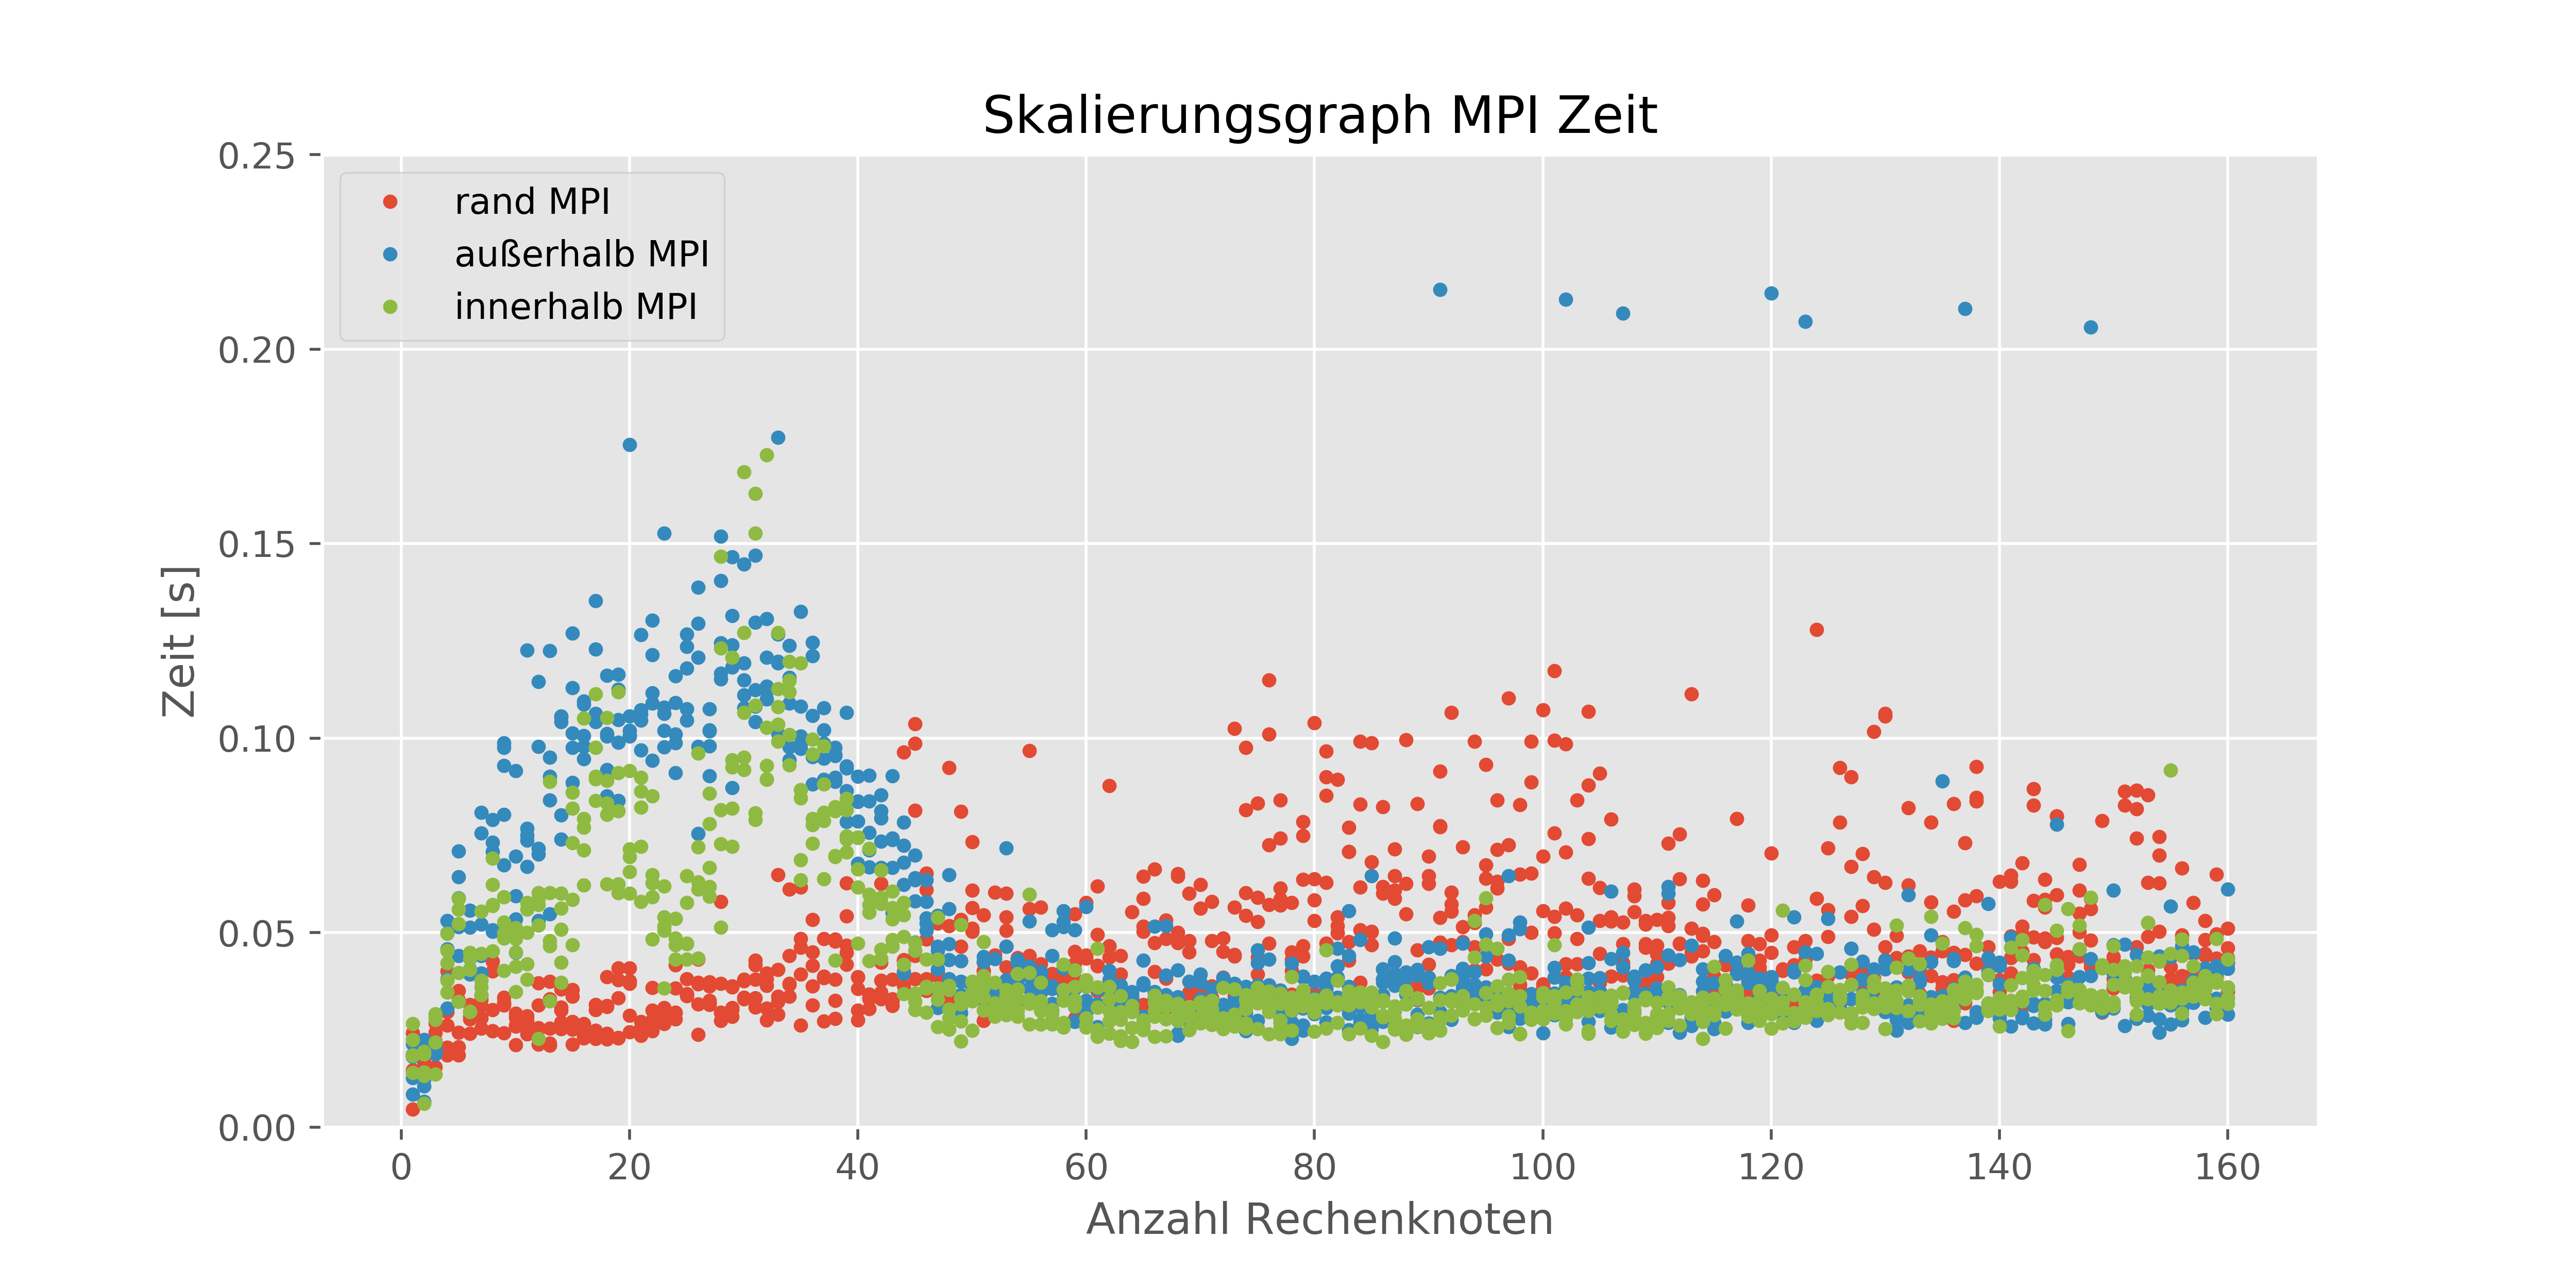 Skalierungsgraph MPI Zeit
0.25
0.20
0.15
0.10
0.05
0.00
Zeit [s]
rand MPI
außerhalb MPI
innerhalb MPI
0 20 40 60 80 100 120 140 160
Anzahl Rechenknoten